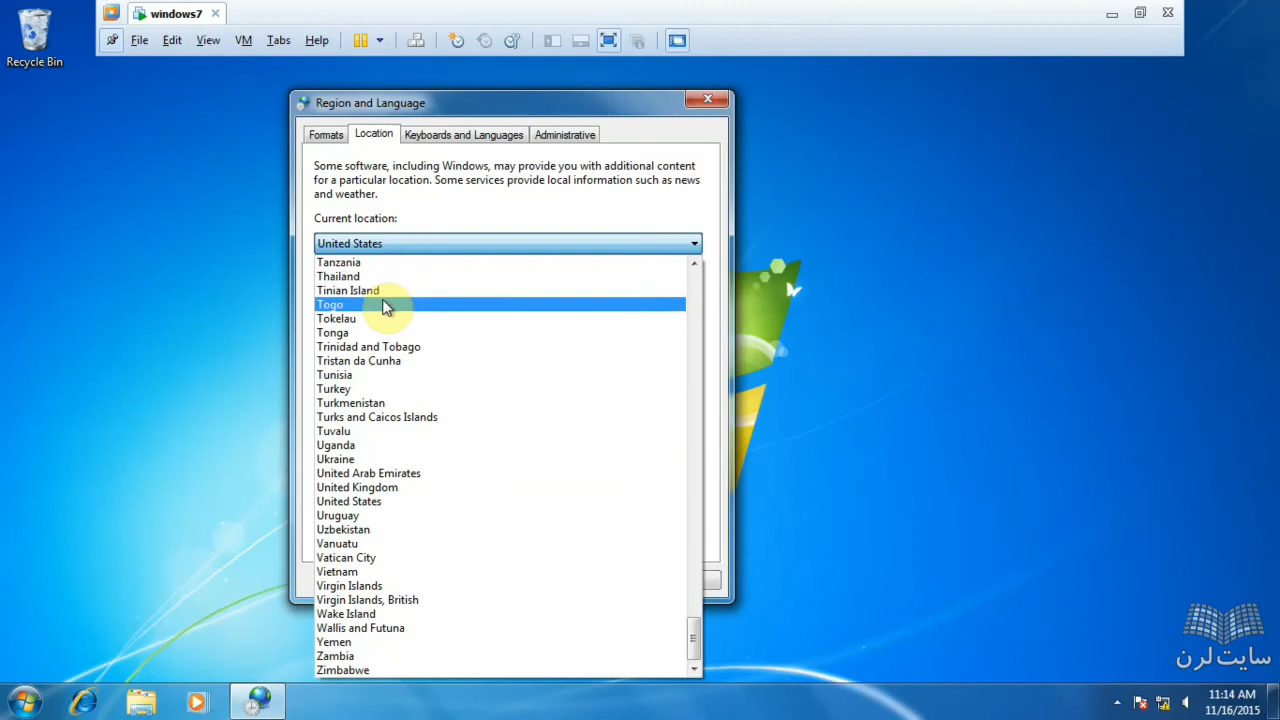 windows7
File Edit View VM Tabs Help
Recycle Bin
Region and Language
Formats Location Keyboards and Languages Administrative
Some software, including Windows, may provide you with additional content
for a particular location. Some services provide local information such as news
and weather.
Current location:
United States
Tanzania
Thailand
Tinian Island
Togo
Tokelau
Tonga
Trinidad and Tobago
Tristan da Cunha
Tunisia
Turkey
Turkmenistan
Turks and Caicos Islands
Tuvalu
Uganda
Ukraine
United Arab Emirates
United Kingdom
United States
Uruguay
Uzbekistan
Vanuatu
Vatican City
Vietnam
Virgin Islands
Virgin Islands, British
Wake Island
Wallis and Futuna
Yemen
Zambia
Zimbabwe
سایت لرن
11:14 AM
11/16/2015